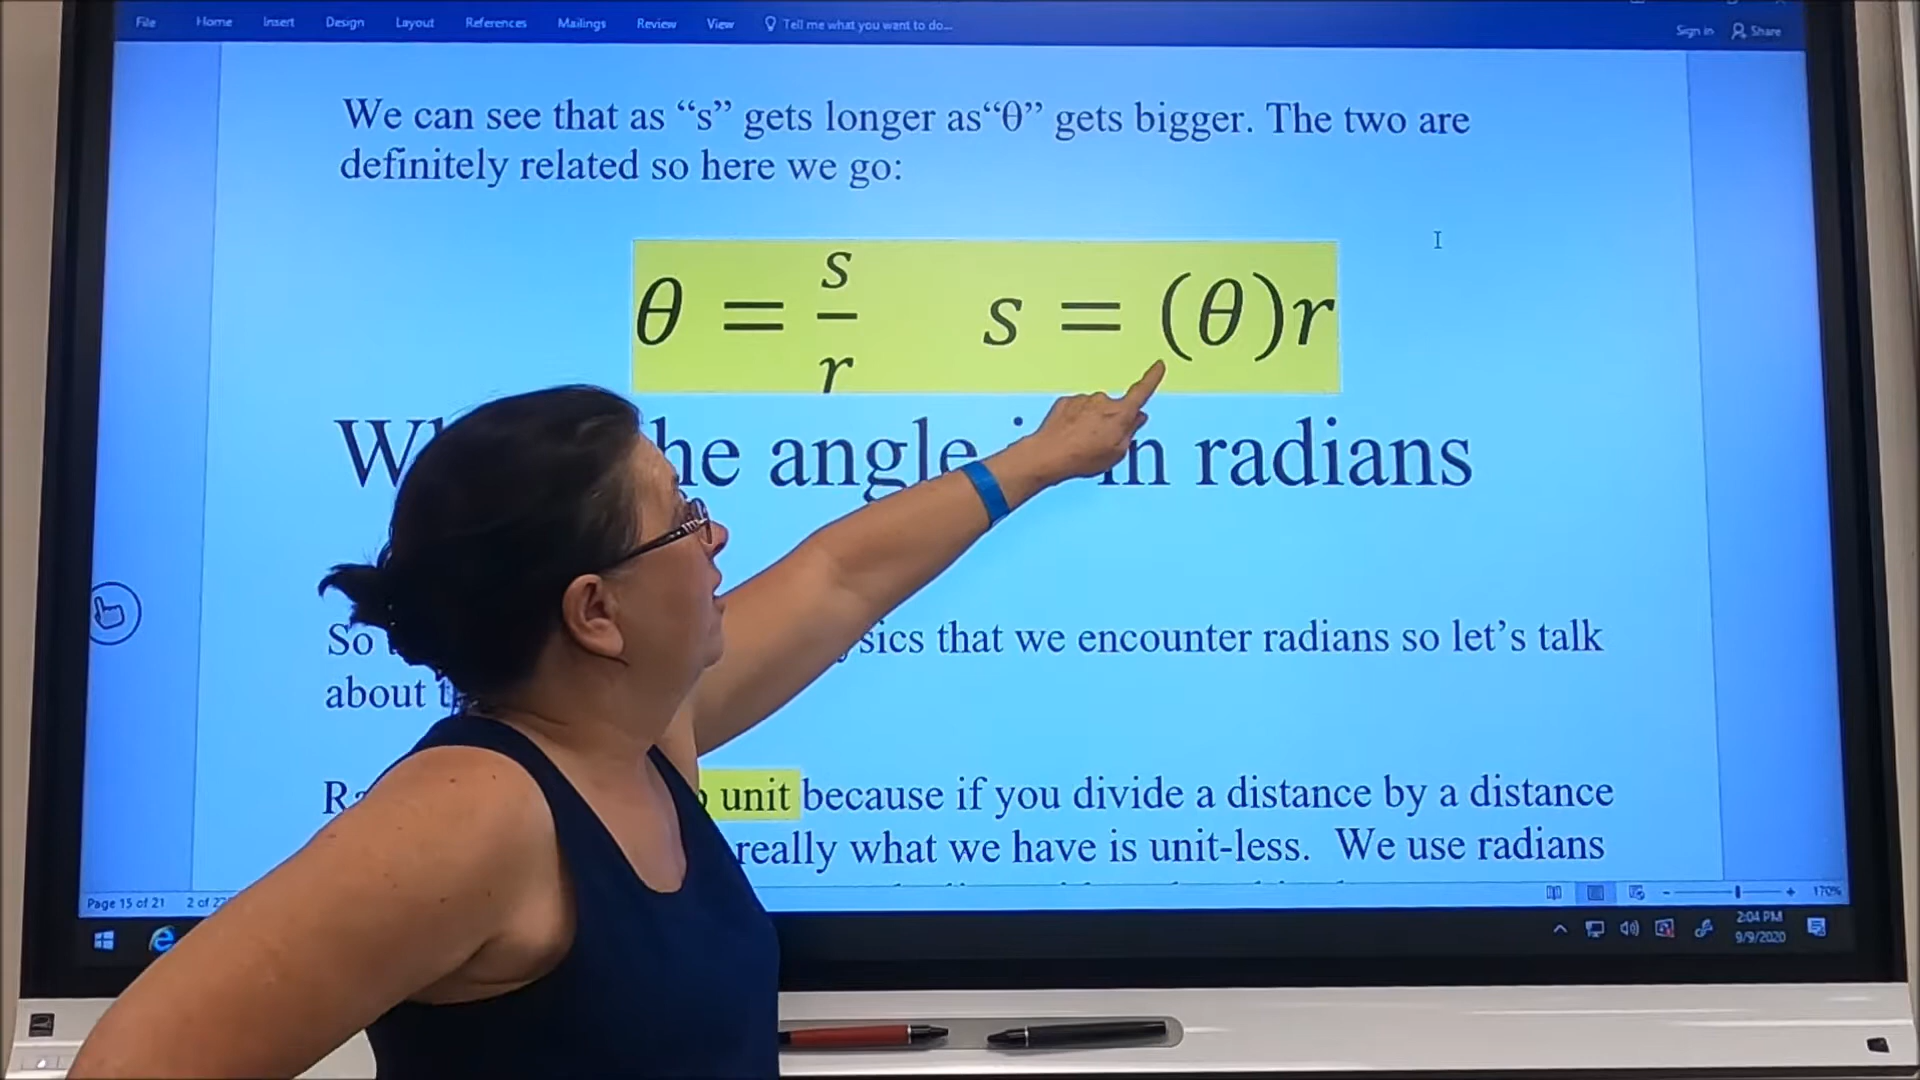 File Home Insert Design Layout References Mailings Review View Tell me what you want to do... Sign in Share
We can see that as “s” gets longer as“θ” gets bigger. The two are
definitely related so here we go:
θ = s/r s = (θ)r
he angle in radians
So that we encounter radians so let’s talk
about
unit because if you divide a distance by a distance
really what we have is unit-less. We use radians
Page 15 of 21 2 of 170%
2:04 PM
9/9/2020